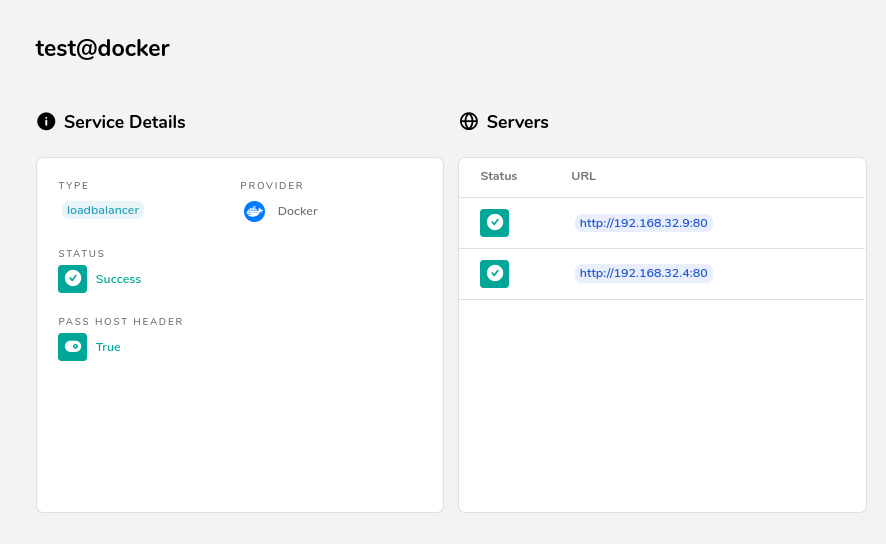 test@docker
Service Details
TYPE PROVIDER
loadbalancer Docker
STATUS
Success
PASS HOST HEADER
True
Servers
Status URL
http://192.168.32.9:80
http://192.168.32.4:80